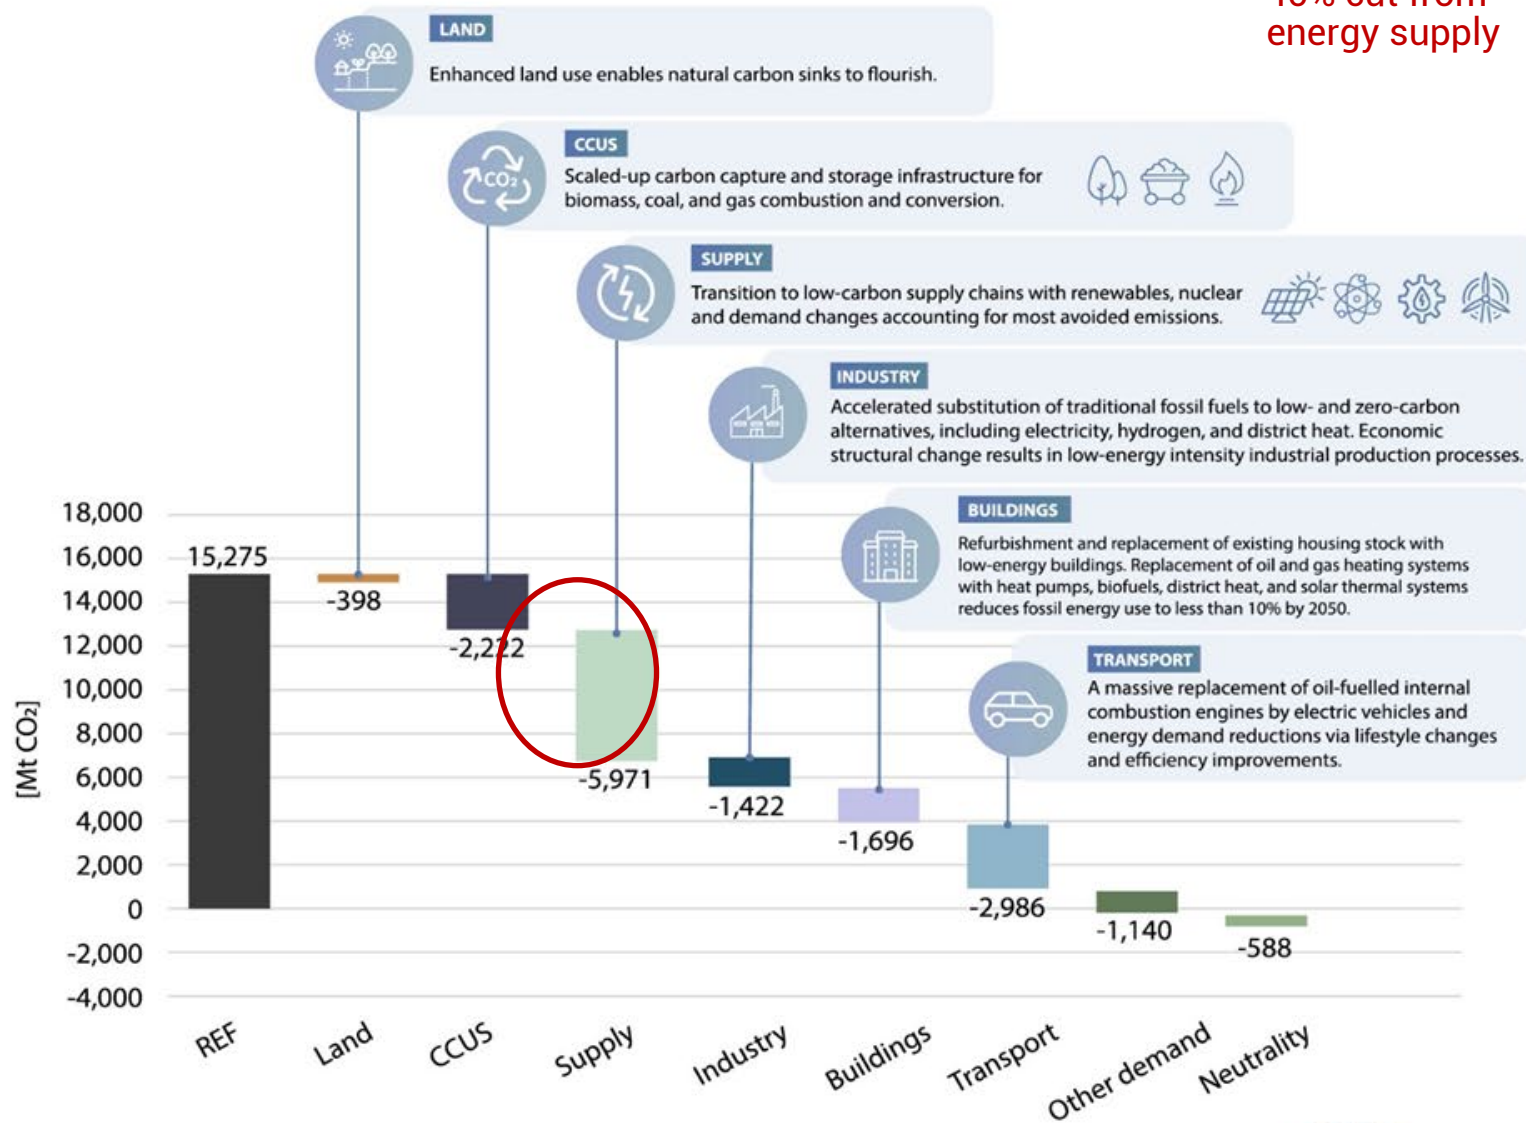 energy supply
LAND
Enhanced land use enables natural carbon sinks to flourish.
CCUS
CO₂
Scaled-up carbon capture and storage infrastructure for
biomass, coal, and gas combustion and conversion.
SUPPLY
Transition to low-carbon supply chains with renewables, nuclear
and demand changes accounting for most avoided emissions.
INDUSTRY
Accelerated substitution of traditional fossil fuels to low- and zero-carbon
alternatives, including electricity, hydrogen, and district heat. Economic
structural change results in low-energy intensity industrial production processes.
BUILDINGS
Refurbishment and replacement of existing housing stock with
low-energy buildings. Replacement of oil and gas heating systems
with heat pumps, biofuels, district heat, and solar thermal systems
reduces fossil energy use to less than 10% by 2050.
TRANSPORT
A massive replacement of oil-fuelled internal
combustion engines by electric vehicles and
energy demand reductions via lifestyle changes
and efficiency improvements.
[Mt CO₂]
18,000
16,000
14,000
12,000
10,000
8,000
6,000
4,000
2,000
0
-2,000
-4,000
15,275
-398
-2,222
-5,971
-1,422
-1,696
-2,986
-1,140
-588
REF
Land
CCUS
Supply
Industry
Buildings
Transport
Other demand
Neutrality